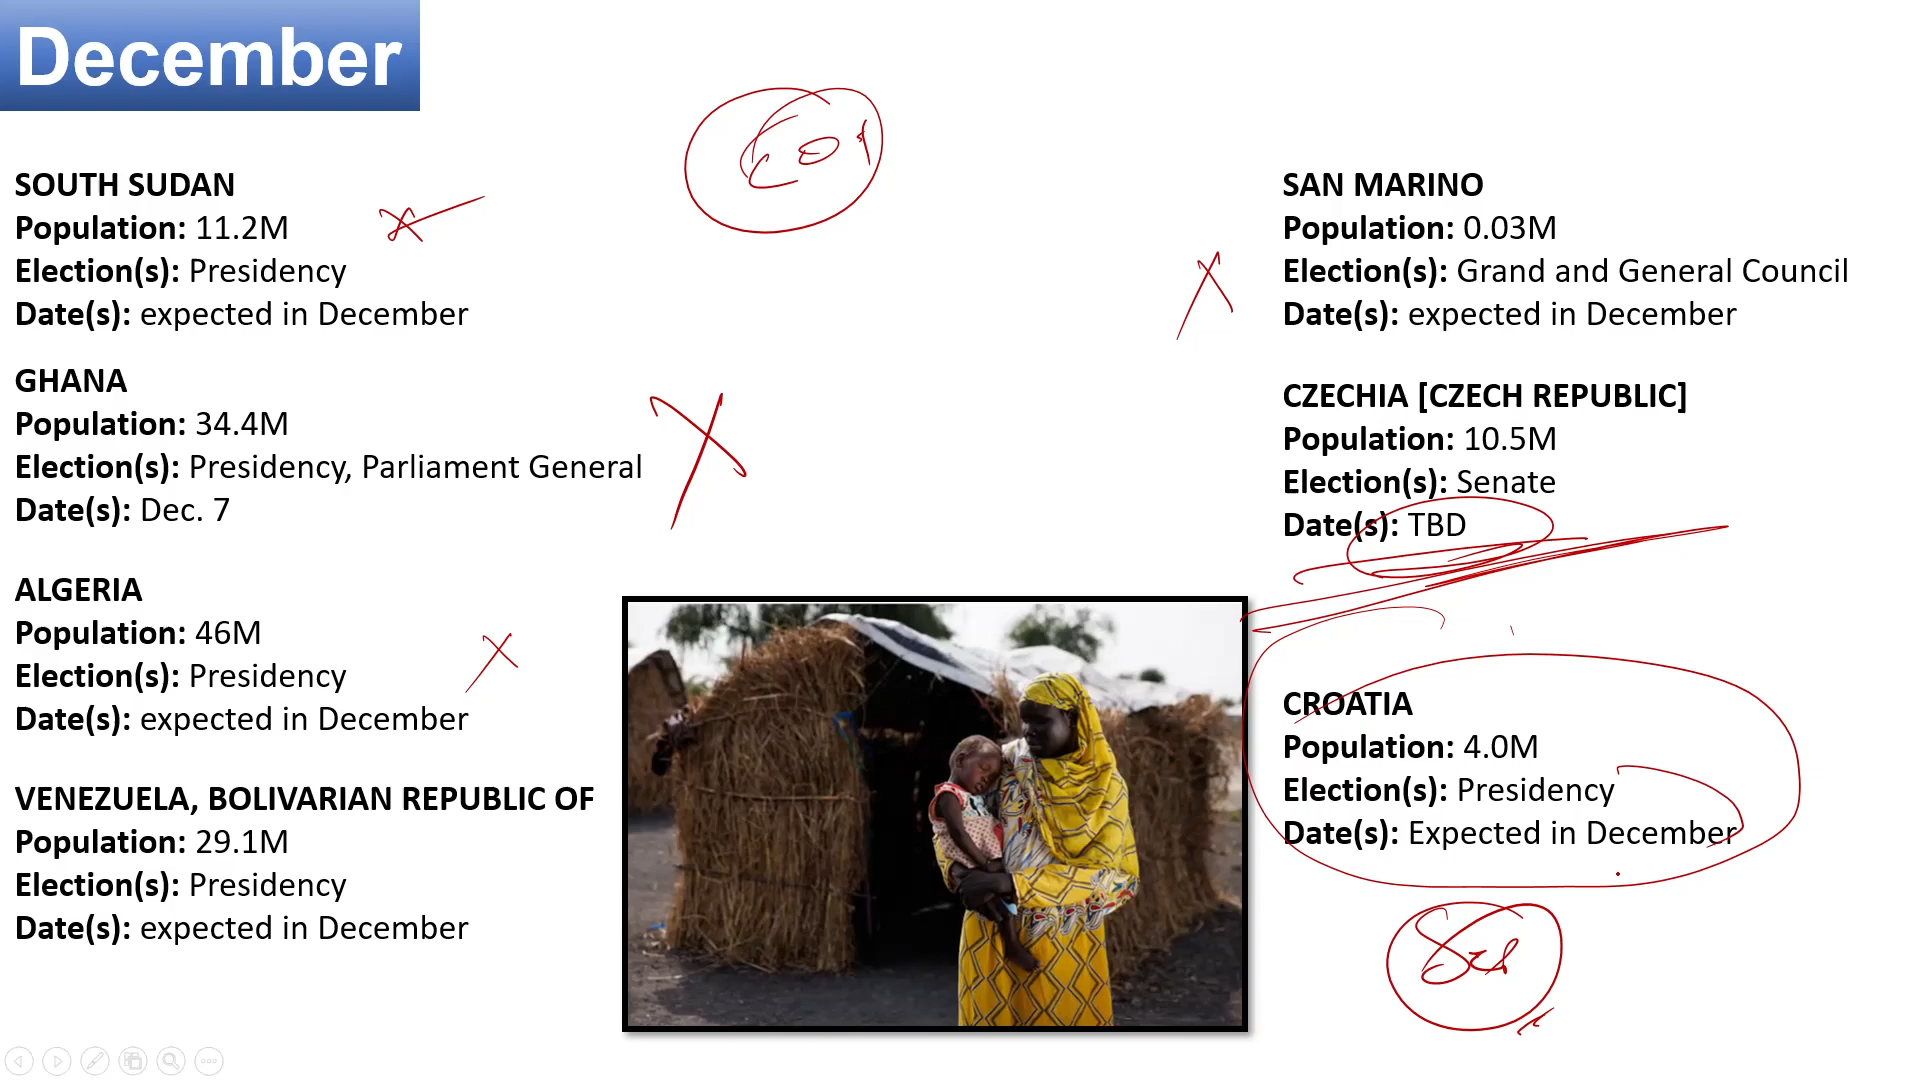 December
SOUTH SUDAN
Population: 11.2M
Election(s): Presidency
Date(s): expected in December
GHANA
Population: 34.4M
Election(s): Presidency, Parliament General
Date(s): Dec. 7
ALGERIA
Population: 46M
Election(s): Presidency
Date(s): expected in December
VENEZUELA, BOLIVARIAN REPUBLIC OF
Population: 29.1M
Election(s): Presidency
Date(s): expected in December
SAN MARINO
Population: 0.03M
Election(s): Grand and General Council
Date(s): expected in December
CZECHIA [CZECH REPUBLIC]
Population: 10.5M
Election(s): Senate
Date(s): TBD
CROATIA
Population: 4.0M
Election(s): Presidency
Date(s): Expected in December